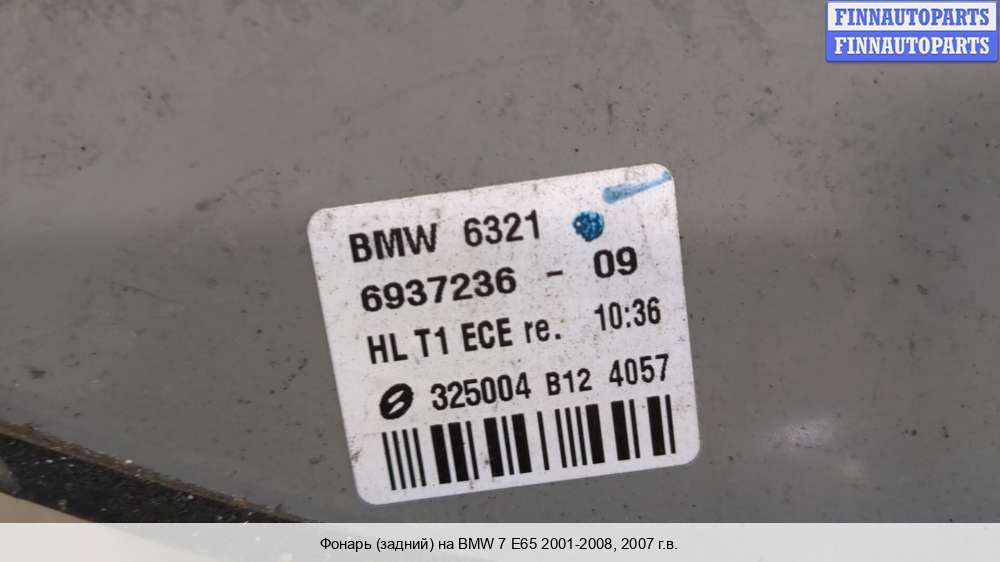 FINNAUTOPARTS
FINNAUTOPARTS
BMW 6321
6937236 - 09
HL T1 ECE re. 10:36
325004 B12 4057
Фонарь (задний) на BMW 7 E65 2001-2008, 2007 г.в.